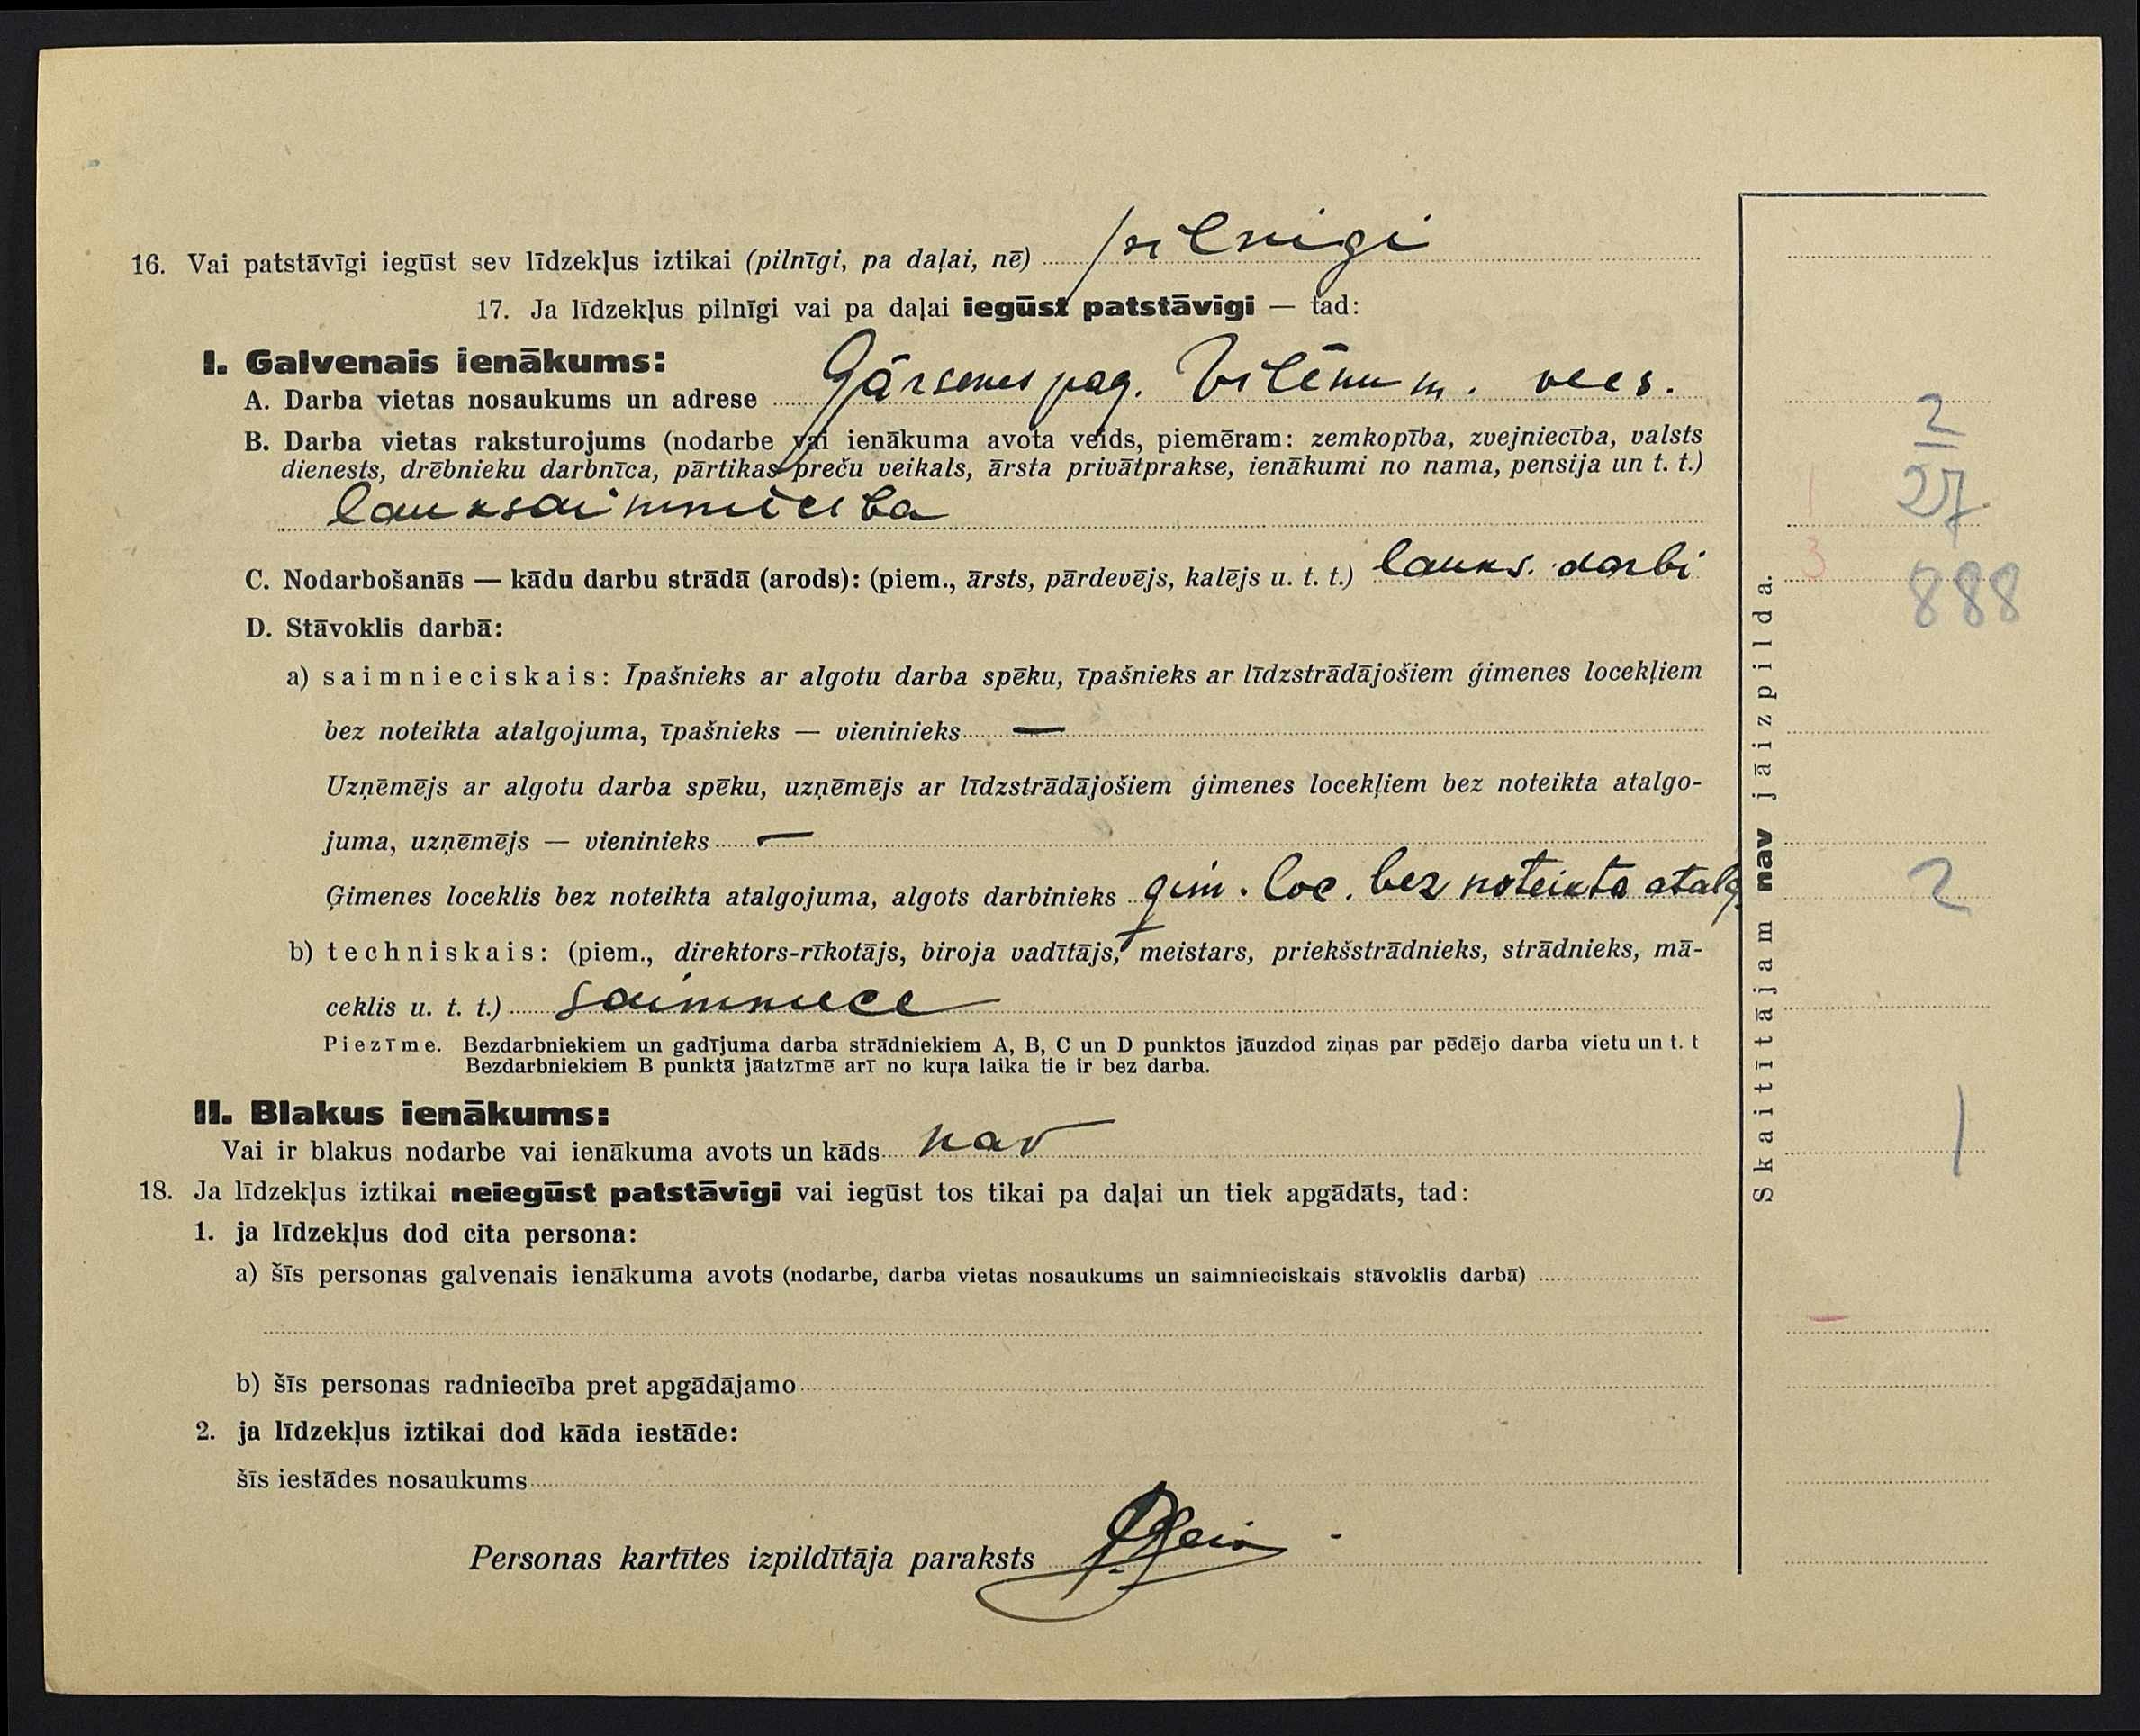 16. Vai patstāvīgi iegūst sev līdzekļus iztikai (pilnīgi, pa daļai, nē) pilnigi
17. Ja līdzekļus pilnīgi vai pa daļai iegūst patstāvīgi — tad:
I. Galvenais ienākums:
A. Darba vietas nosaukums un adrese Gārsenes pag. m.
B. Darba vietas raksturojums (nodarbe vai ienākuma avota veids, piemēram: zemkopība, zvejniecība, valsts
dienests, drēbnieku darbnīca, pārtikas preču veikals, ārsta privātprakse, ienākumi no nama, pensija un t. t.)
lauksaimniecība
C. Nodarbošanās — kādu darbu strādā (arods): (piem., ārsts, pārdevējs, kalējs u. t. t.) lauks. darbi
D. Stāvoklis darbā:
a) saimnieciskais: Īpašnieks ar algotu darba spēku, īpašnieks ar līdzstrādājošiem ģimenes locekļiem
bez noteikta atalgojuma, īpašnieks — vieninieks —
Uzņēmējs ar algotu darba spēku, uzņēmējs ar līdzstrādājošiem ģimenes locekļiem bez noteikta atalgo-
juma, uzņēmējs — vieninieks —
Ģimenes loceklis bez noteikta atalgojuma, algots darbinieks ģim. loc. bez noteikta atalg.
b) techniskais: (piem., direktors-rīkotājs, biroja vadītājs, meistars, priekšstrādnieks, strādnieks, mā-
ceklis u. t. t.) saimniece
Piezīme. Bezdarbniekiem un gadījuma darba strādniekiem A, B, C un D punktos jāuzdod ziņas par pēdējo darba vietu un t. t
Bezdarbniekiem B punktā jāatzīmē arī no kuŗa laika tie ir bez darba.
II. Blakus ienākums:
Vai ir blakus nodarbe vai ienākuma avots un kāds nav
18. Ja līdzekļus iztikai neiegūst patstāvīgi vai iegūst tos tikai pa daļai un tiek apgādāts, tad:
1. ja līdzekļus dod cita persona:
a) šīs personas galvenais ienākuma avots (nodarbe, darba vietas nosaukums un saimnieciskais stāvoklis darbā)
b) šīs personas radniecība pret apgādājamo
2. ja līdzekļus iztikai dod kāda iestāde:
šīs iestādes nosaukums
Personas kartītes izpildītāja paraksts
Skaitītājam nav jāizpilda.
2
1 27
3
888
2
1